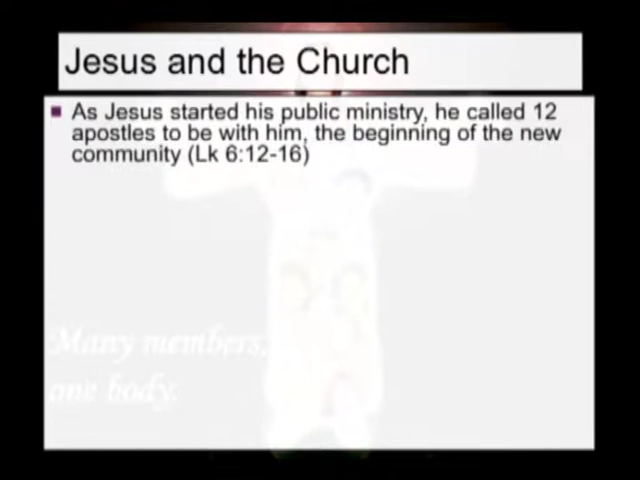 Jesus and the Church
As Jesus started his public ministry, he called 12
apostles to be with him, the beginning of the new
community (Lk 6:12-16)
Many members,
one body.